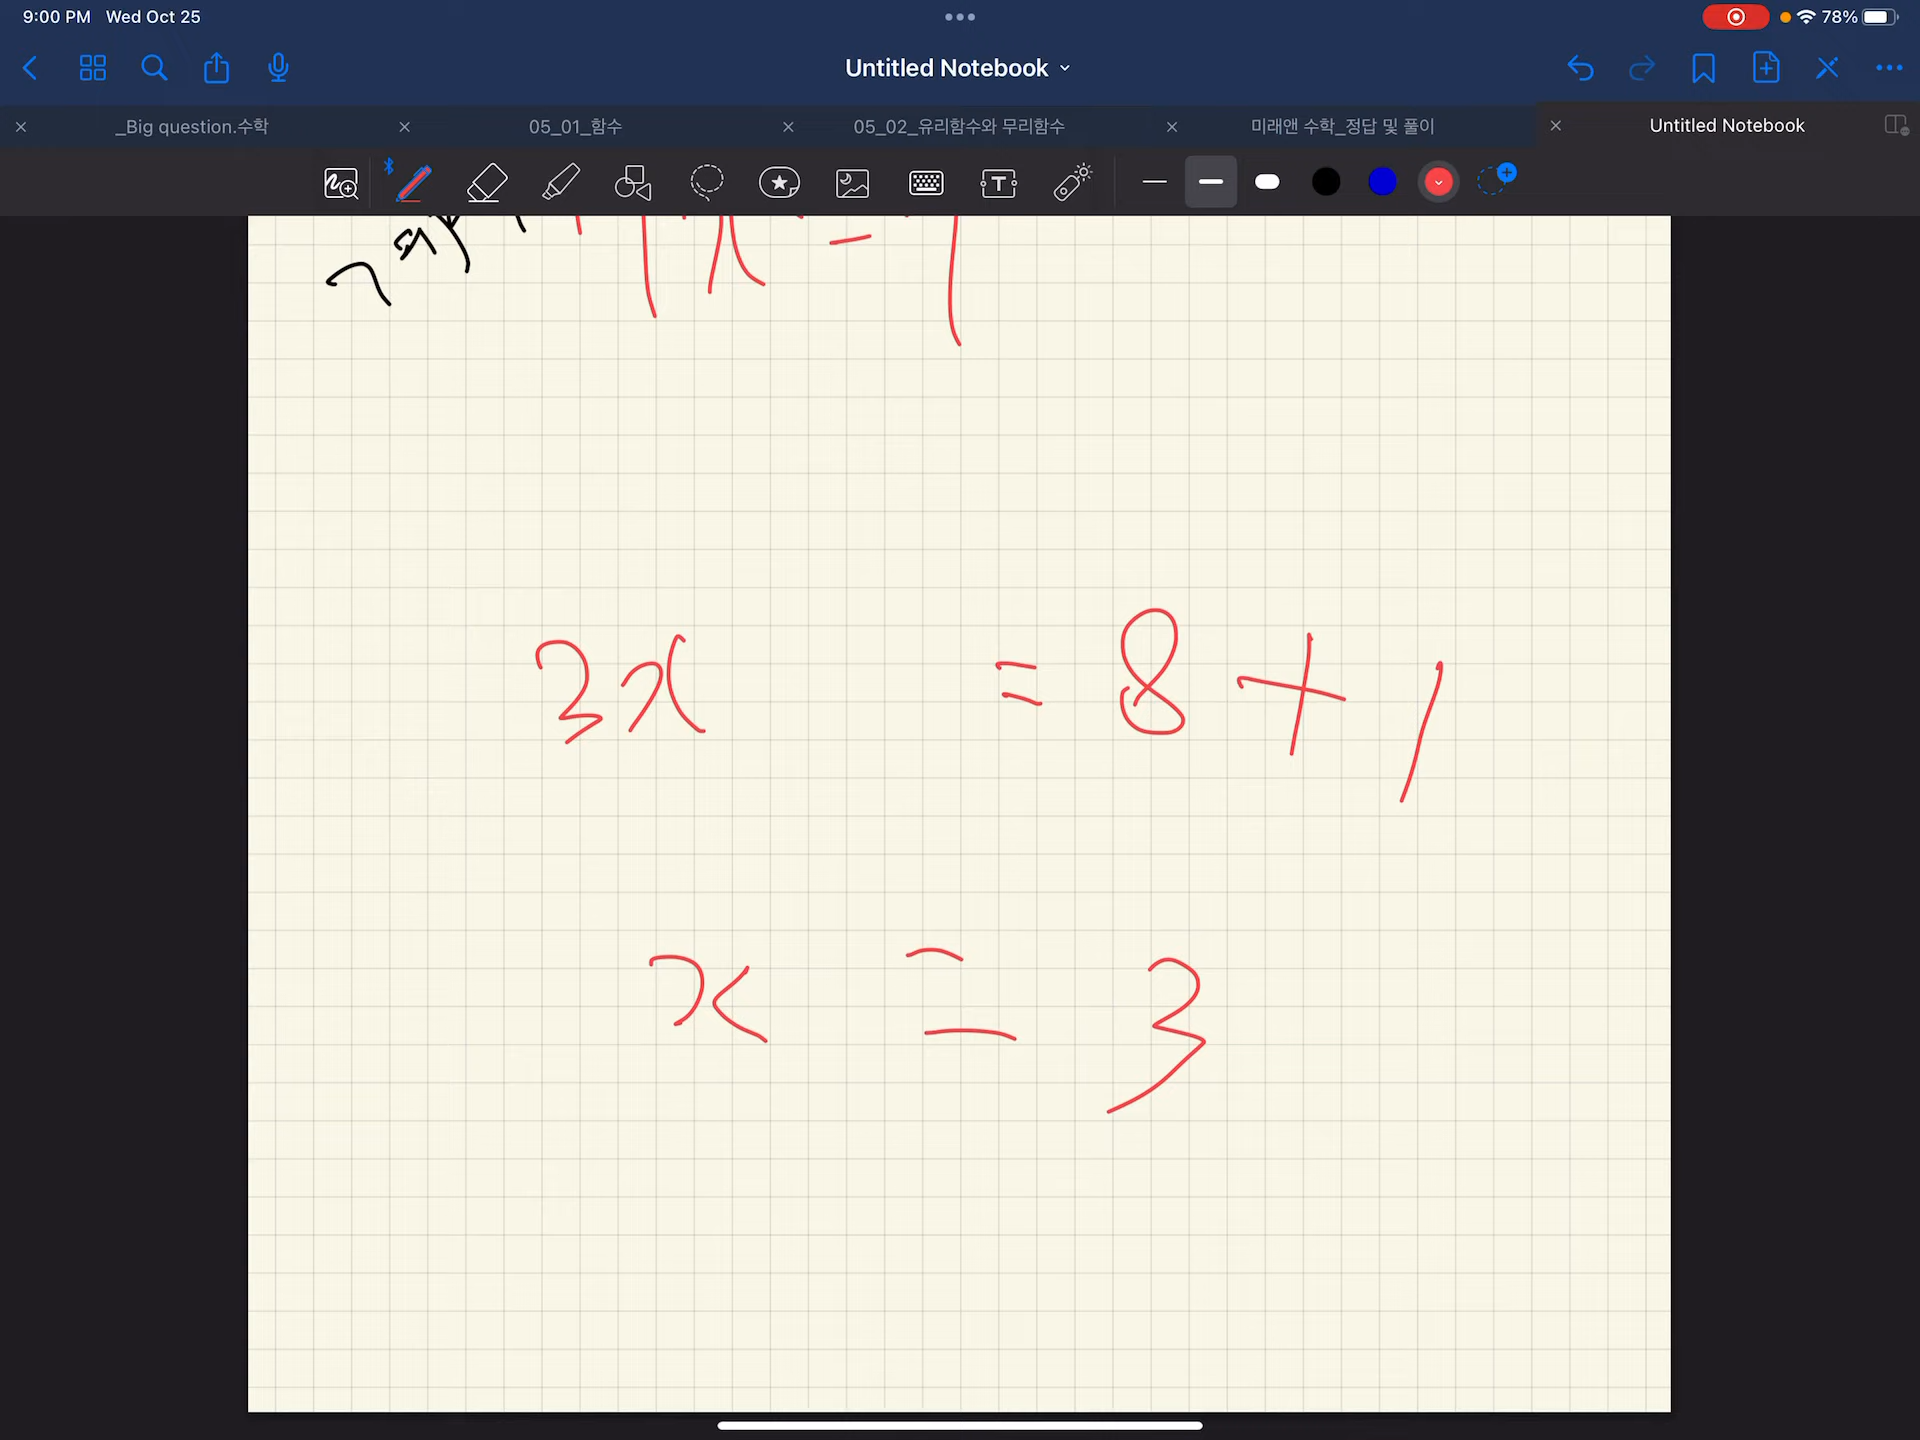 9:00 PM Wed Oct 25
78%
Untitled Notebook
_Big question.수학
05_01_함수
05_02_유리함수와 무리함수
미래앤 수학_정답 및 풀이
Untitled Notebook
3x = 8 + 1
x = 3